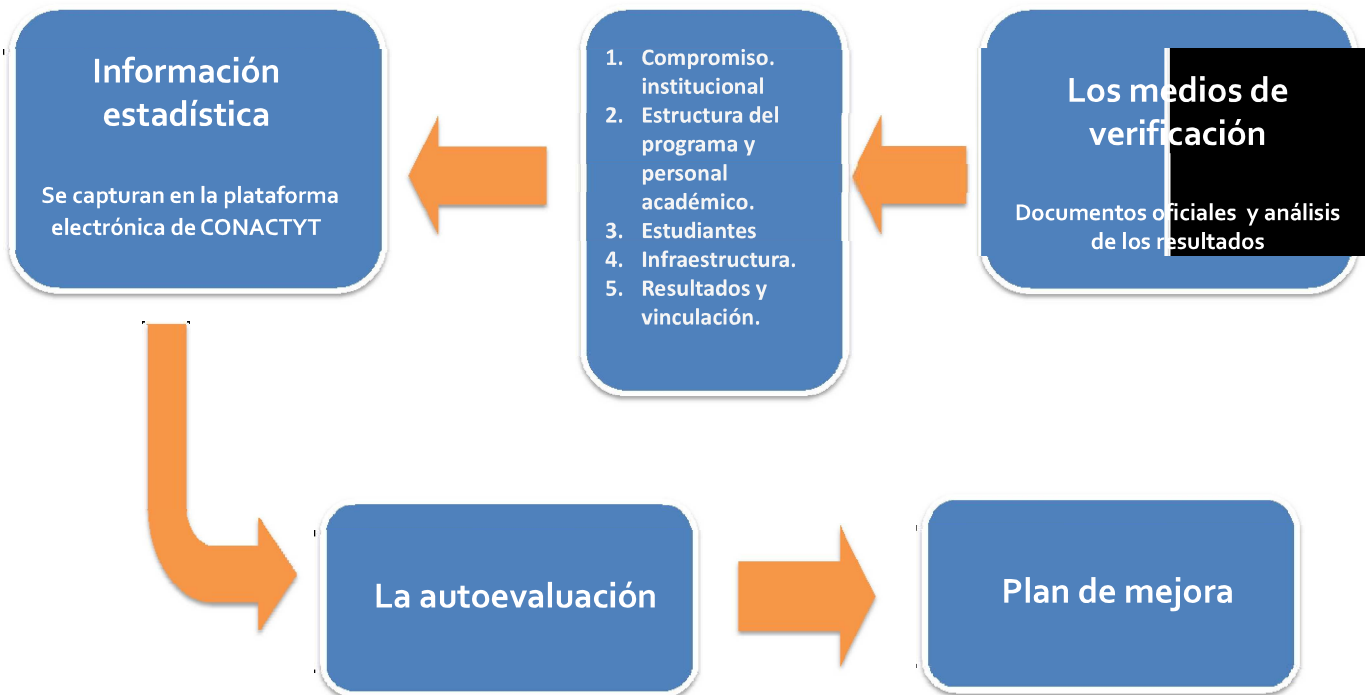 Información
estadística
Se capturan en la plataforma
electrónica de CONACTYT
1. Compromiso.
institucional
2. Estructura del
programa y
personal
académico.
3. Estudiantes
4. Infraestructura.
5. Resultados y
vinculación.
Los medios de
verificación
Documentos oficiales y análisis
de los resultados
La autoevaluación
Plan de mejora